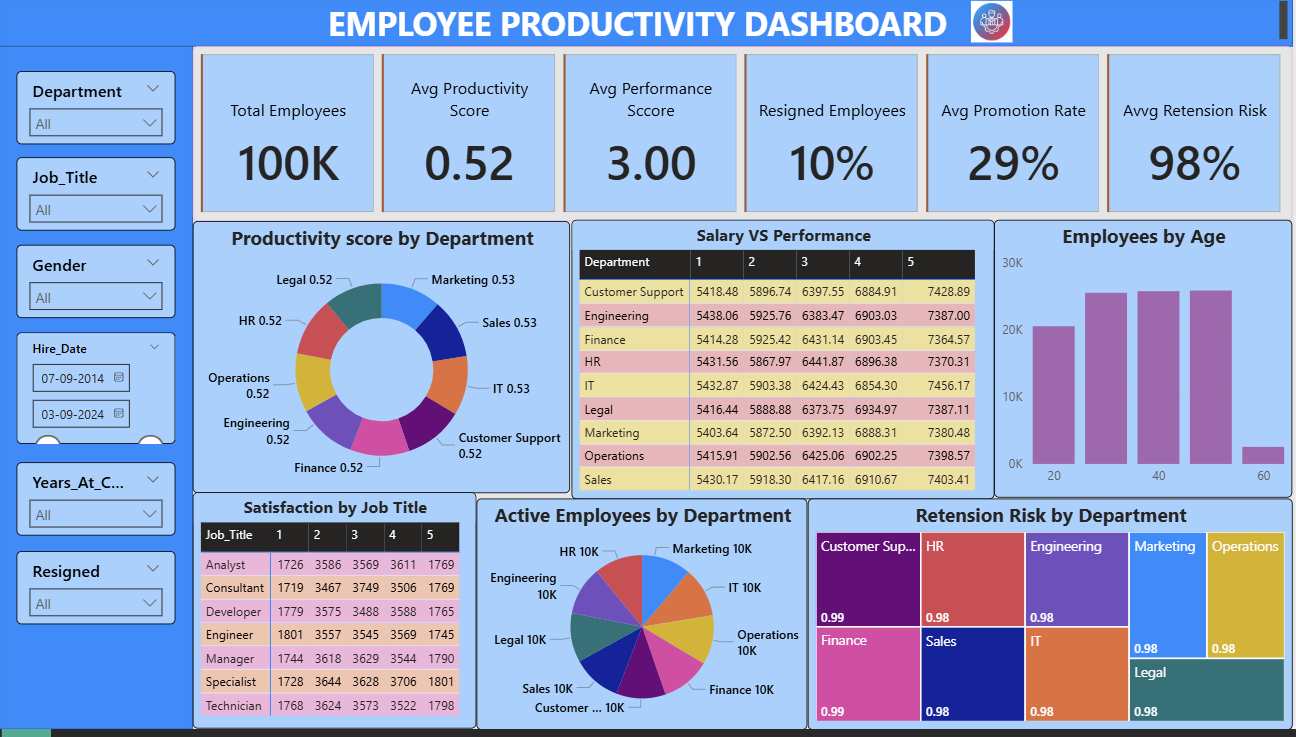 EMPLOYEE PRODUCTIVITY DASHBOARD
Department
All
Job_Title
All
Gender
All
Hire_Date
07-09-2014
03-09-2024
Years_At_C...
All
Resigned
All
Total Employees
100K
Avg Productivity
Score
0.52
Avg Performance
Sccore
3.00
Resigned Employees
10%
Avg Promotion Rate
29%
Avvg Retension Risk
98%
Productivity score by Department
Legal 0.52
Marketing 0.53
HR 0.52
Sales 0.53
Operations
0.52
IT 0.53
Engineering
0.52
Customer Support
0.52
Finance 0.52
Salary VS Performance
Department 1 2 3 4 5
Customer Support 5418.48 5896.74 6397.55 6884.91 7428.89
Engineering 5438.06 5925.76 6383.47 6903.03 7387.00
Finance 5414.28 5925.42 6431.14 6903.45 7364.57
HR 5431.56 5867.97 6441.87 6896.38 7370.31
IT 5432.87 5903.38 6424.43 6854.30 7456.17
Legal 5416.44 5888.88 6373.75 6934.97 7387.11
Marketing 5403.64 5872.50 6392.13 6888.31 7380.48
Operations 5415.91 5902.56 6425.06 6902.25 7398.57
Sales 5430.17 5918.30 6417.16 6910.67 7403.41
Employees by Age
30K
20K
10K
0K
20 40 60
Satisfaction by Job Title
Job_Title 1 2 3 4 5
Analyst 1726 3586 3569 3611 1769
Consultant 1719 3467 3749 3506 1769
Developer 1779 3575 3488 3588 1765
Engineer 1801 3557 3545 3569 1745
Manager 1744 3618 3629 3544 1790
Specialist 1728 3644 3628 3706 1801
Technician 1768 3624 3573 3522 1798
Active Employees by Department
HR 10K
Marketing 10K
Engineering
10K
IT 10K
Legal 10K
Operations
10K
Sales 10K
Finance 10K
Customer ... 10K
Retension Risk by Department
Customer Sup...
0.99
HR
0.98
Engineering
0.98
Marketing
0.98
Operations
0.98
Finance
0.99
Sales
0.98
IT
0.98
Legal
0.98